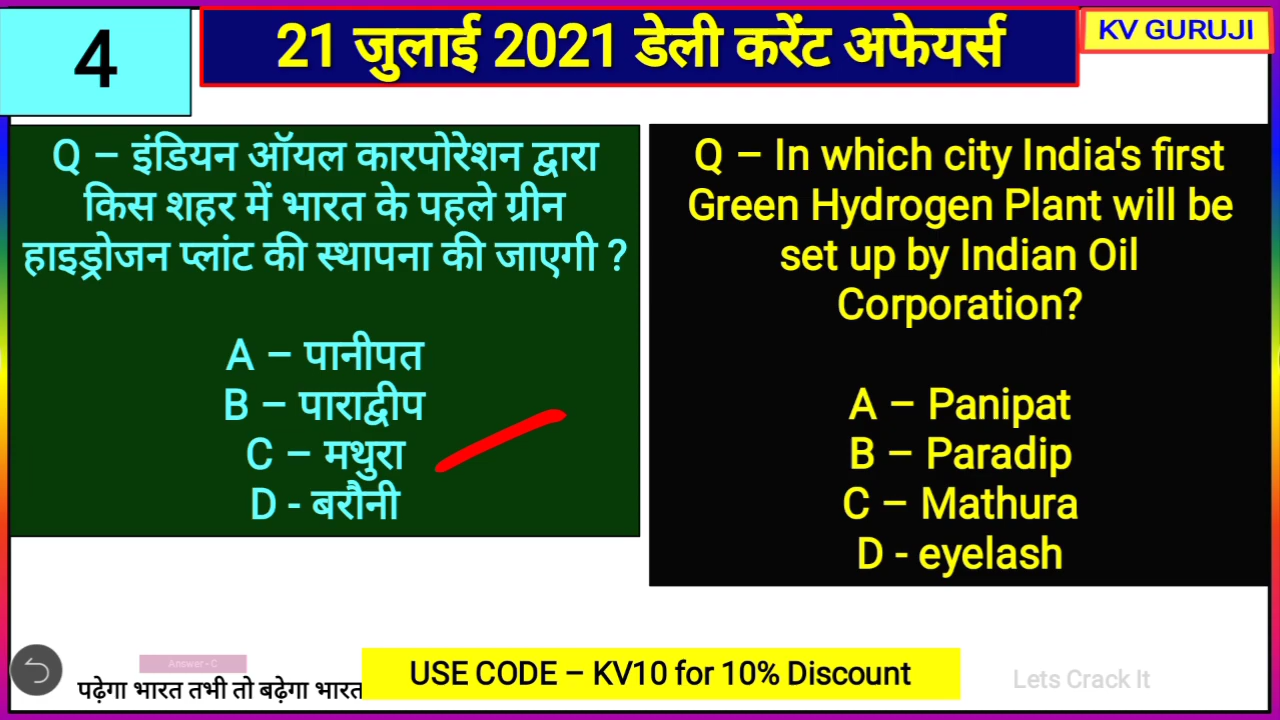 4
21 जुलाई 2021 डेली करेंट अफेयर्स
KV GURUJI
Q – इंडियन ऑयल कारपोरेशन द्वारा
किस शहर में भारत के पहले ग्रीन
हाइड्रोजन प्लांट की स्थापना की जाएगी ?
A – पानीपत
B – पाराद्वीप
C – मथुरा
D - बरौनी
Q – In which city India's first
Green Hydrogen Plant will be
set up by Indian Oil
Corporation?
A – Panipat
B – Paradip
C – Mathura
D - eyelash
Answer - C
पढ़ेगा भारत तभी तो बढ़ेगा भारत
USE CODE – KV10 for 10% Discount
Lets Crack It